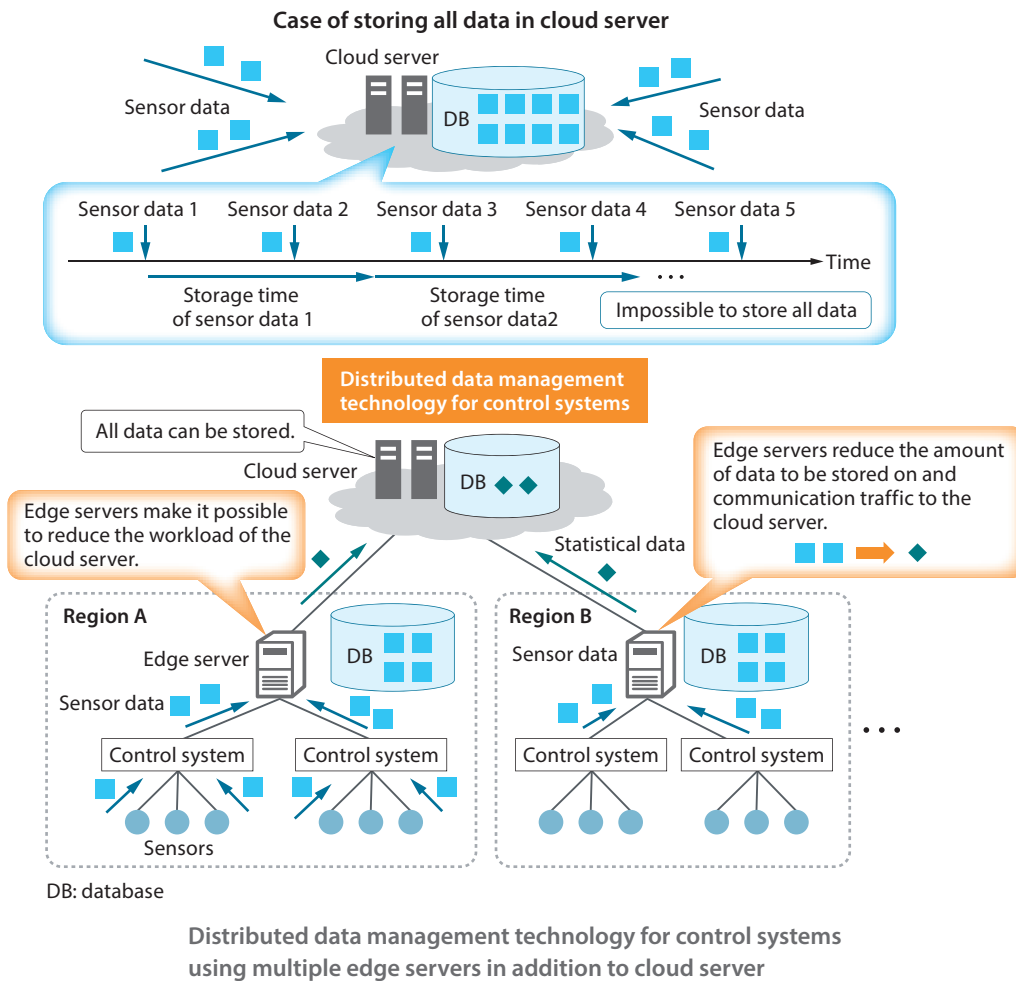 Case of storing all data in cloud server
Cloud server
Sensor data
DB
Sensor data
Sensor data 1
Sensor data 2
Sensor data 3
Sensor data 4
Sensor data 5
Time
Storage time
of sensor data 1
Storage time
of sensor data2
...
Impossible to store all data
Distributed data management
technology for control systems
All data can be stored.
Cloud server
DB
Edge servers reduce the amount
of data to be stored on and
communication traffic to the
cloud server.
Edge servers make it possible
to reduce the workload of the
cloud server.
Statistical data
Region A
Edge server
DB
Sensor data
Control system
Control system
Sensors
Region B
Sensor data
DB
Control system
Control system
...
DB: database
Distributed data management technology for control systems
using multiple edge servers in addition to cloud server